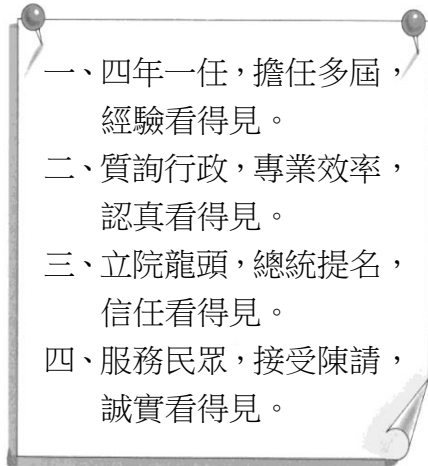 一、四年一任，擔任多屆，
經驗看得見。
二、質詢行政，專業效率，
認真看得見。
三、立院龍頭，總統提名，
信任看得見。
四、服務民眾，接受陳請，
誠實看得見。